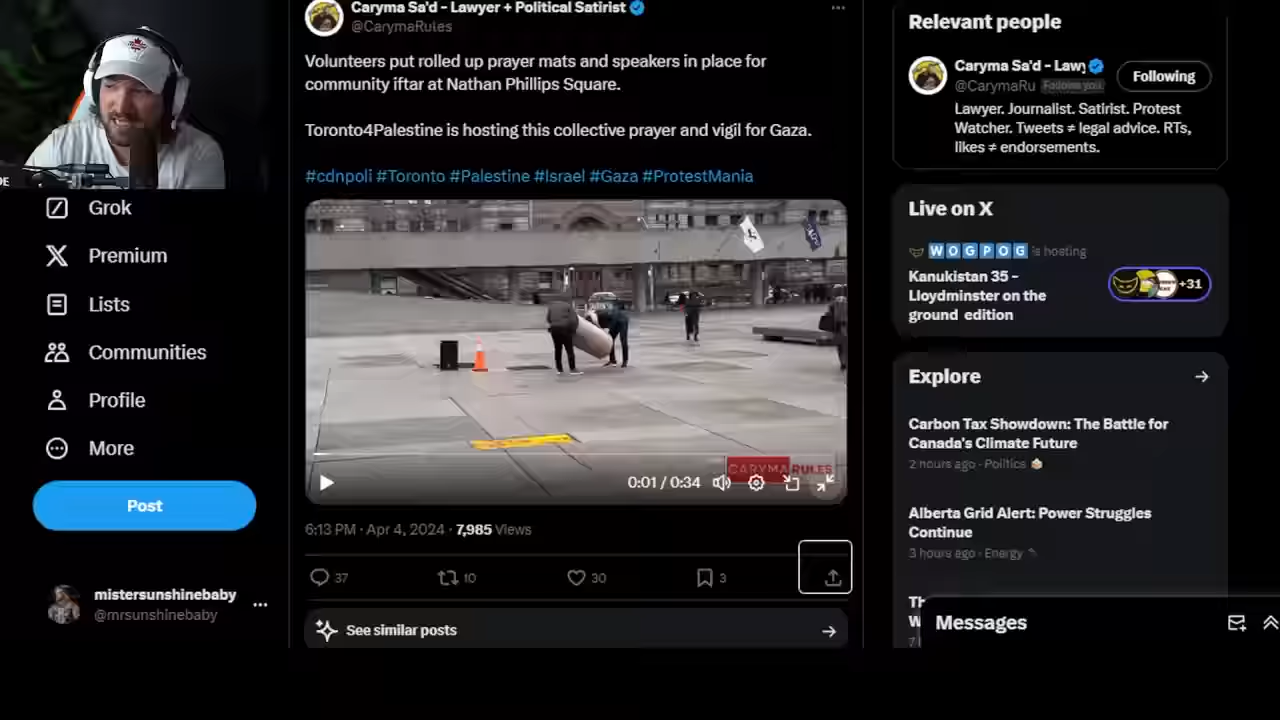 DE
Grok
Premium
Lists
Communities
Profile
More
Post
mistersunshinebaby
@mrsunshinebaby
Caryma Sa'd - Lawyer + Political Satirist
@CarymaRules
Volunteers put rolled up prayer mats and speakers in place for
community iftar at Nathan Phillips Square.
Toronto4Palestine is hosting this collective prayer and vigil for Gaza.
#cdnpoli #Toronto #Palestine #Israel #Gaza #ProtestMania
CARYMARULES
0:01 / 0:34
6:13 PM · Apr 4, 2024 · 7,985 Views
37 10 30 3
See similar posts
Relevant people
Caryma Sa'd - Lawy
@CarymaRu Follows you
Following
Lawyer. Journalist. Satirist. Protest
Watcher. Tweets ≠ legal advice. RTs,
likes ≠ endorsements.
Live on X
WOGPOG is hosting
Kanukistan 35 -
Lloydminster on the
ground edition
+31
Explore
Carbon Tax Showdown: The Battle for
Canada's Climate Future
2 hours ago · Politics
Alberta Grid Alert: Power Struggles
Continue
3 hours ago · Energy
Messages